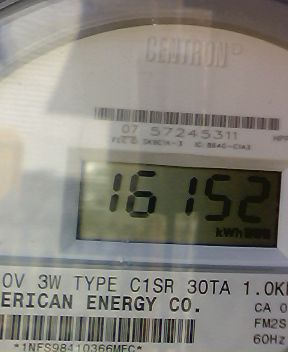 CENTRON
07 57245311
16152
kWh
0V 3W TYPE C1SR 30TA 1.0K
ERICAN ENERGY CO. CA 0
FM2S
60Hz
*1NFS98410366MFC*